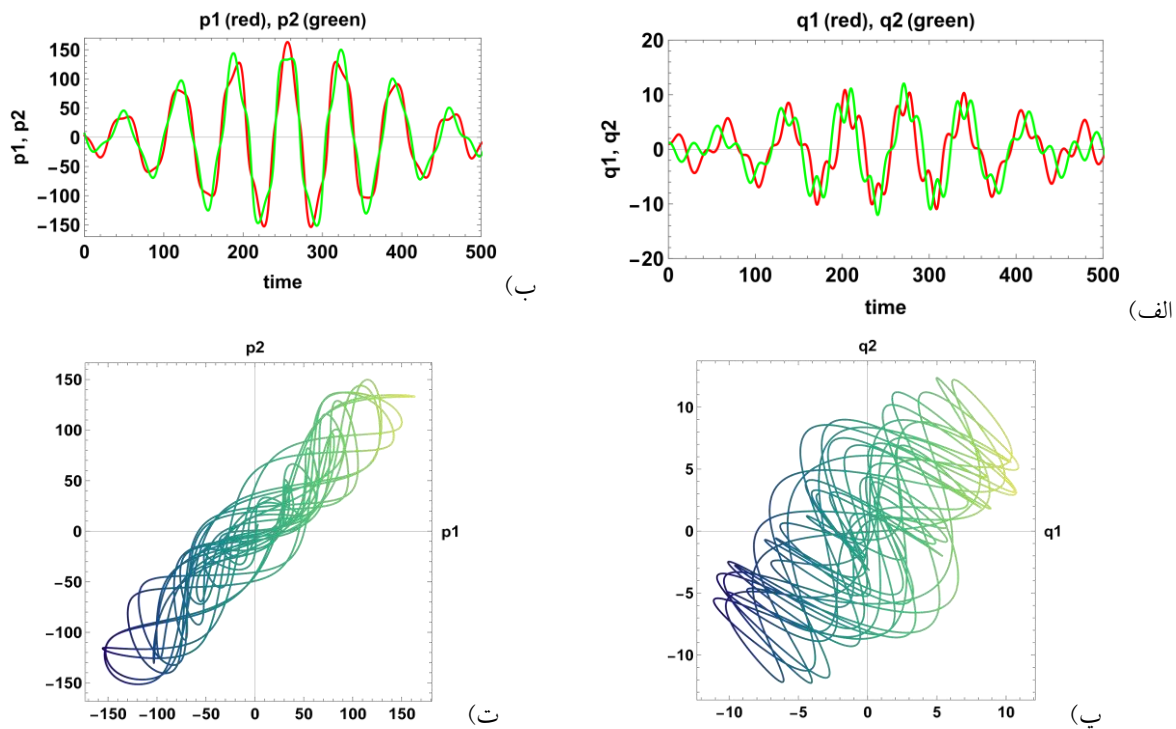 p1 (red), p2 (green)
150
100
50
0
−50
−100
−150
p1, p2
0 100 200 300 400 500
time
ب)
q1 (red), q2 (green)
20
10
0
−10
−20
q1, q2
0 100 200 300 400 500
time
الف)
p2
150
100
50
0
−50
−100
−150
p1
−150 −100 −50 0 50 100 150
ت)
q2
10
5
0
−5
−10
q1
−10 −5 0 5 10
پ)